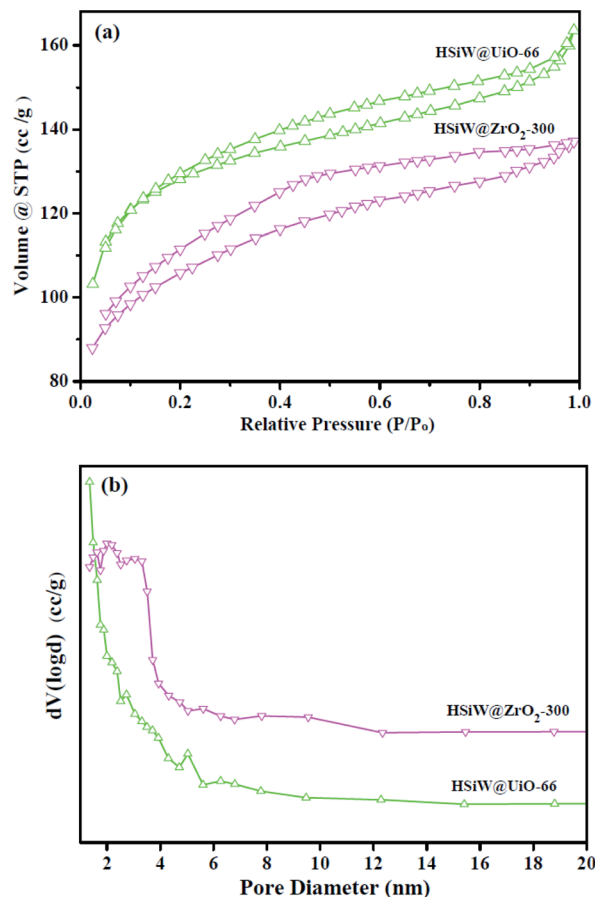 (a)
HSiW@UiO-66
HSiW@ZrO₂-300
Volume @ STP (cc /g)
160
140
120
100
80
0.0 0.2 0.4 0.6 0.8 1.0
Relative Pressure (P/Po)
(b)
dV(logd) (cc/g)
HSiW@ZrO₂-300
HSiW@UiO-66
2 4 6 8 10 12 14 16 18 20
Pore Diameter (nm)